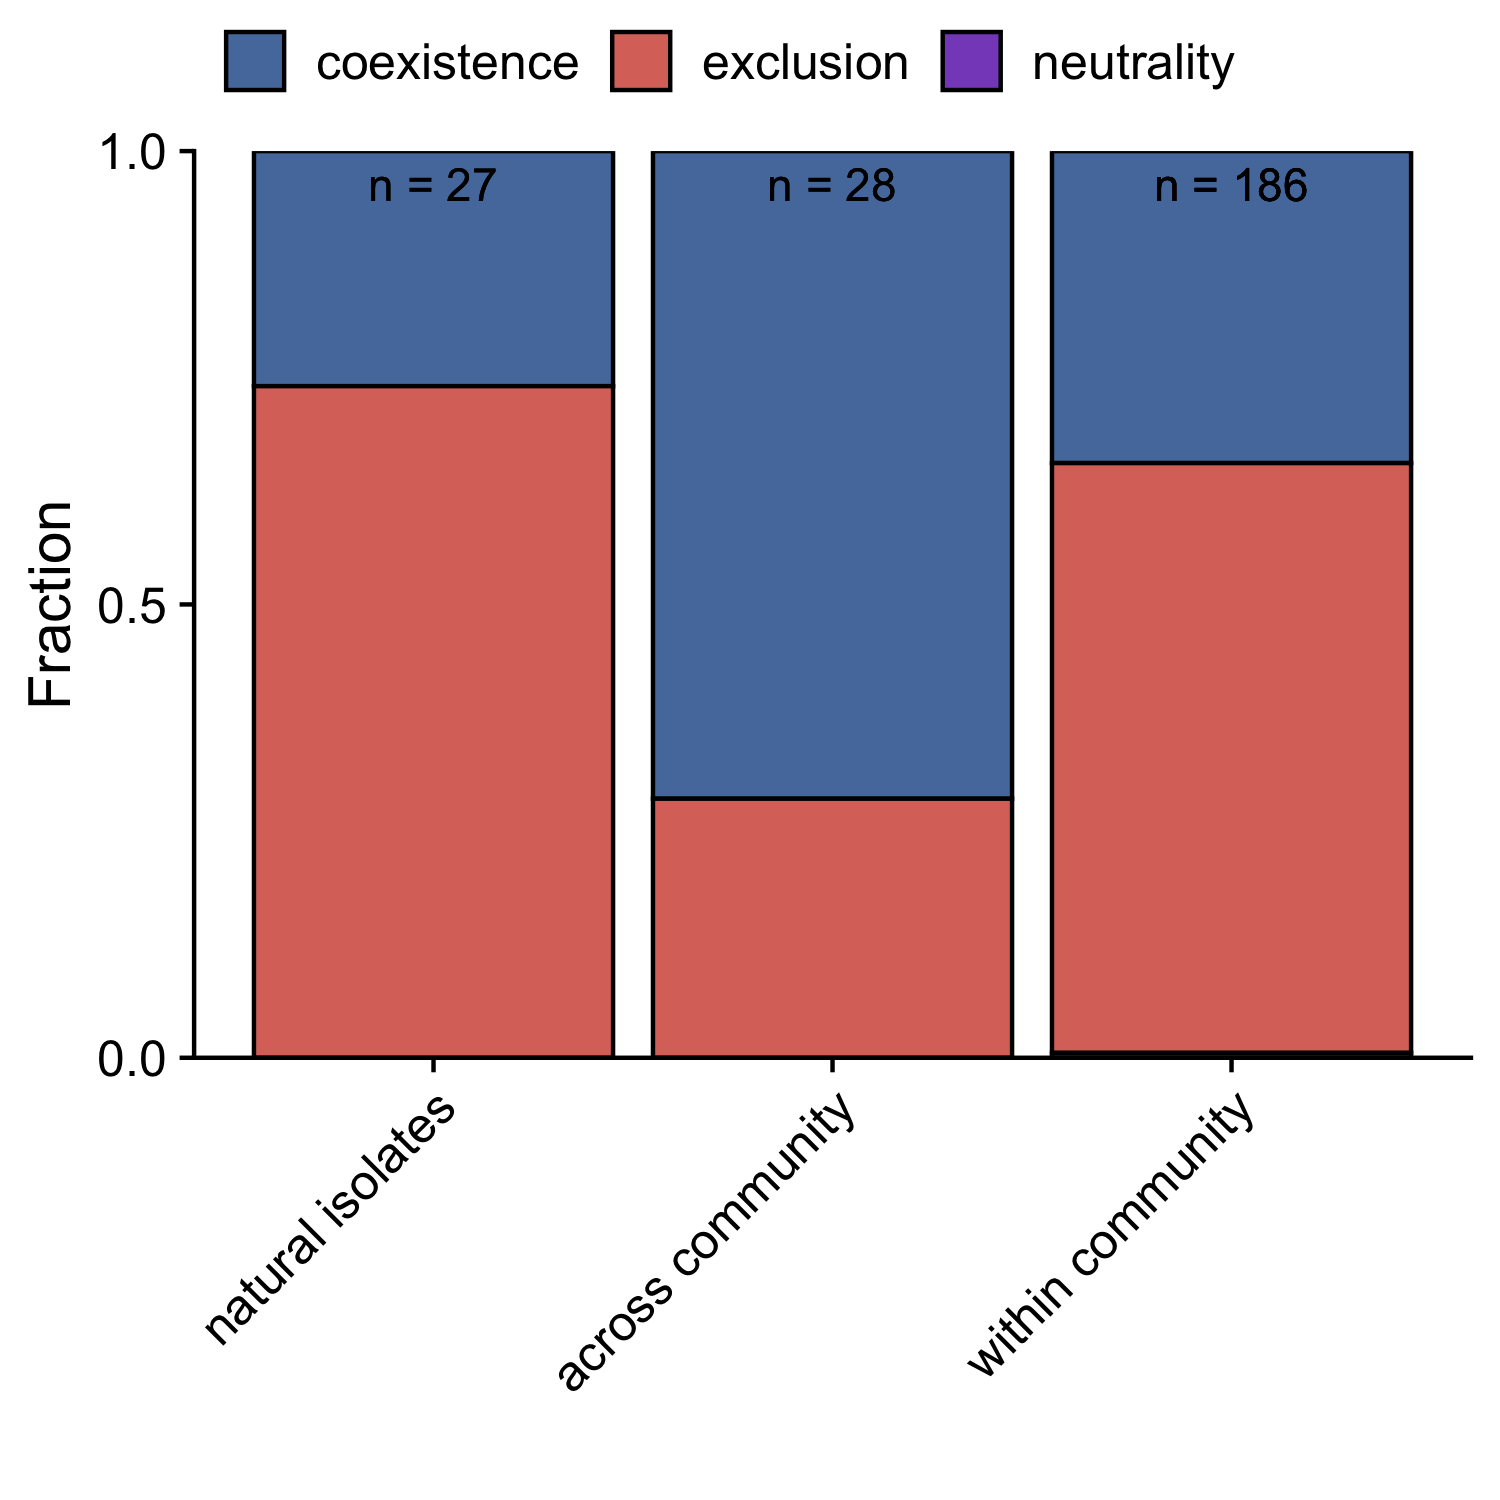 coexistence exclusion neutrality
1.0
n = 27
n = 28
n = 186
0.5
Fraction
0.0
natural isolates
across community
within community